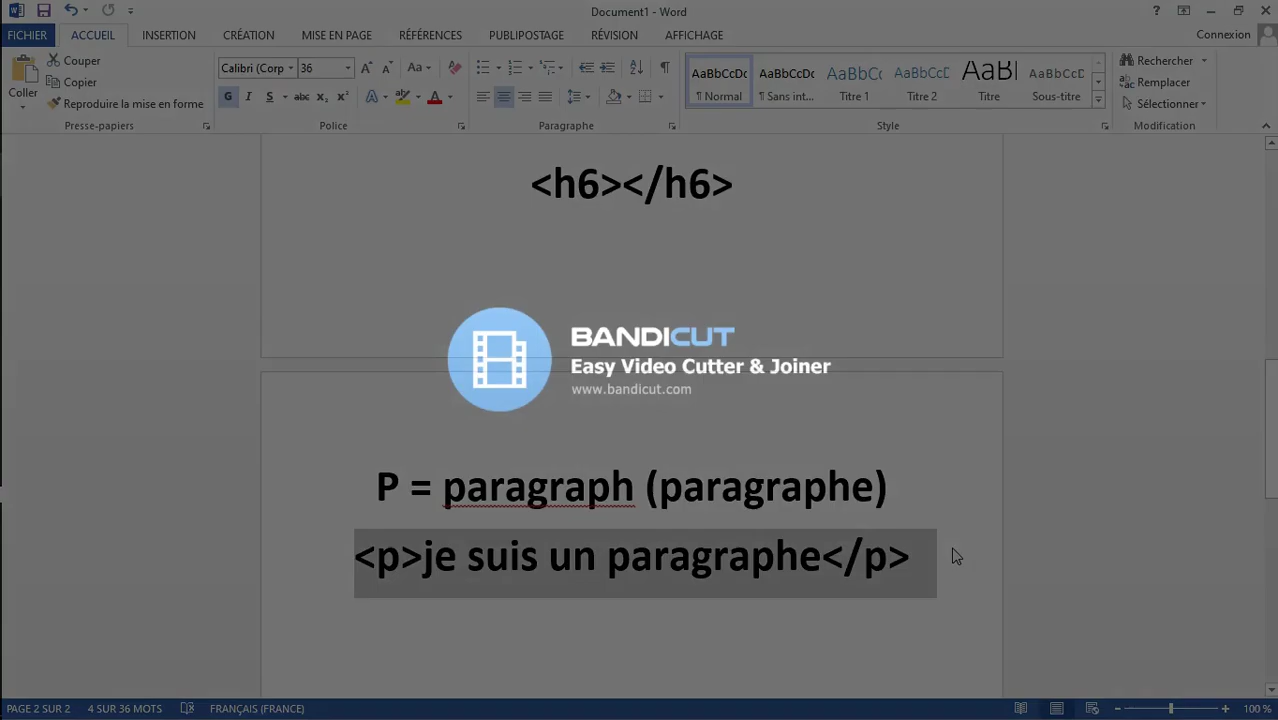 Document1 - Word
FICHIER ACCUEIL INSERTION CRÉATION MISE EN PAGE RÉFÉRENCES PUBLIPOSTAGE RÉVISION AFFICHAGE Connexion
Coller
Couper
Copier
Reproduire la mise en forme
Presse-papiers
Calibri (Corp 36
Aa
G I S abc x₂ x²
A
Police
Paragraphe
AaBbCcDc AaBbCcDc AaBbCc AaBbCcC AaBl AaBbCcD
¶ Normal ¶ Sans int... Titre 1 Titre 2 Titre Sous-titre
Style
Rechercher
Remplacer
Sélectionner
Modification
<h6></h6>
BANDICUT
Easy Video Cutter & Joiner
www.bandicut.com
P = paragraph (paragraphe)
<p>je suis un paragraphe</p>
PAGE 2 SUR 2 4 SUR 36 MOTS FRANÇAIS (FRANCE) 100 %